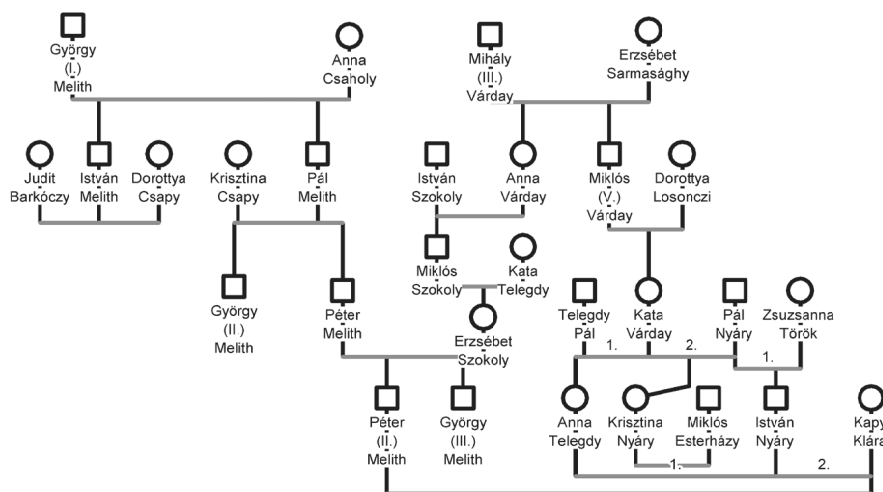 György
(I.)
Melith
Anna
Csaholy
Mihály
(III.)
Várday
Erzsébet
Sarmasághy
Judit
Barkóczy
István
Melith
Dorottya
Csapy
Krisztina
Csapy
Pál
Melith
István
Szokoly
Anna
Várday
Miklós
(V.)
Várday
Dorottya
Losonczi
Miklós
Szokoly
Kata
Telegdy
György
(II.)
Melith
Péter
Melith
Erzsébet
Szokoly
Telegdy
Pál
Kata
Várday
Pál
Nyáry
Zsuzsanna
Török
1.
2.
1.
Péter
(II.)
Melith
György
(III.)
Melith
Anna
Telegdy
Krisztina
Nyáry
Miklós
Esterházy
István
Nyáry
Kapy
Klára
1.
2.